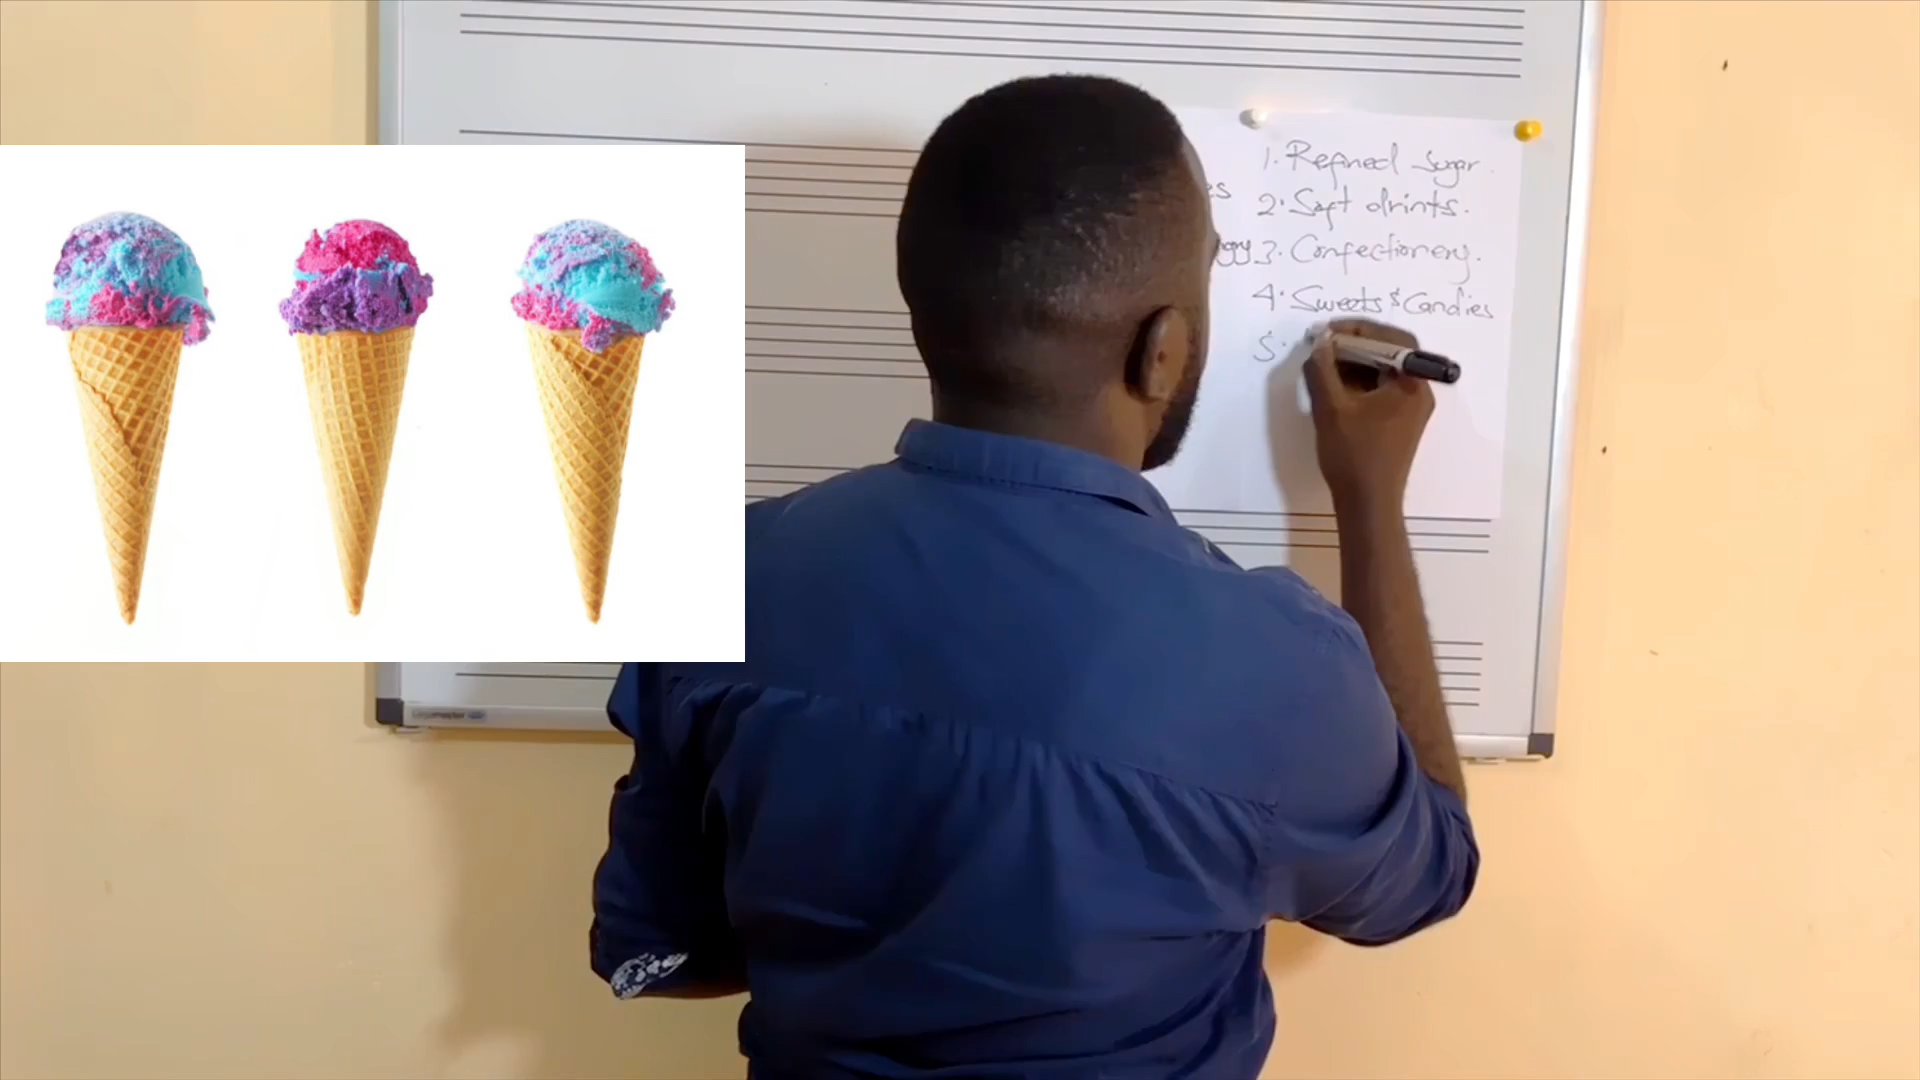 1. Refined Sugar.
2. Soft drinks.
3. Confectionery.
4. Sweets & Candies
5.